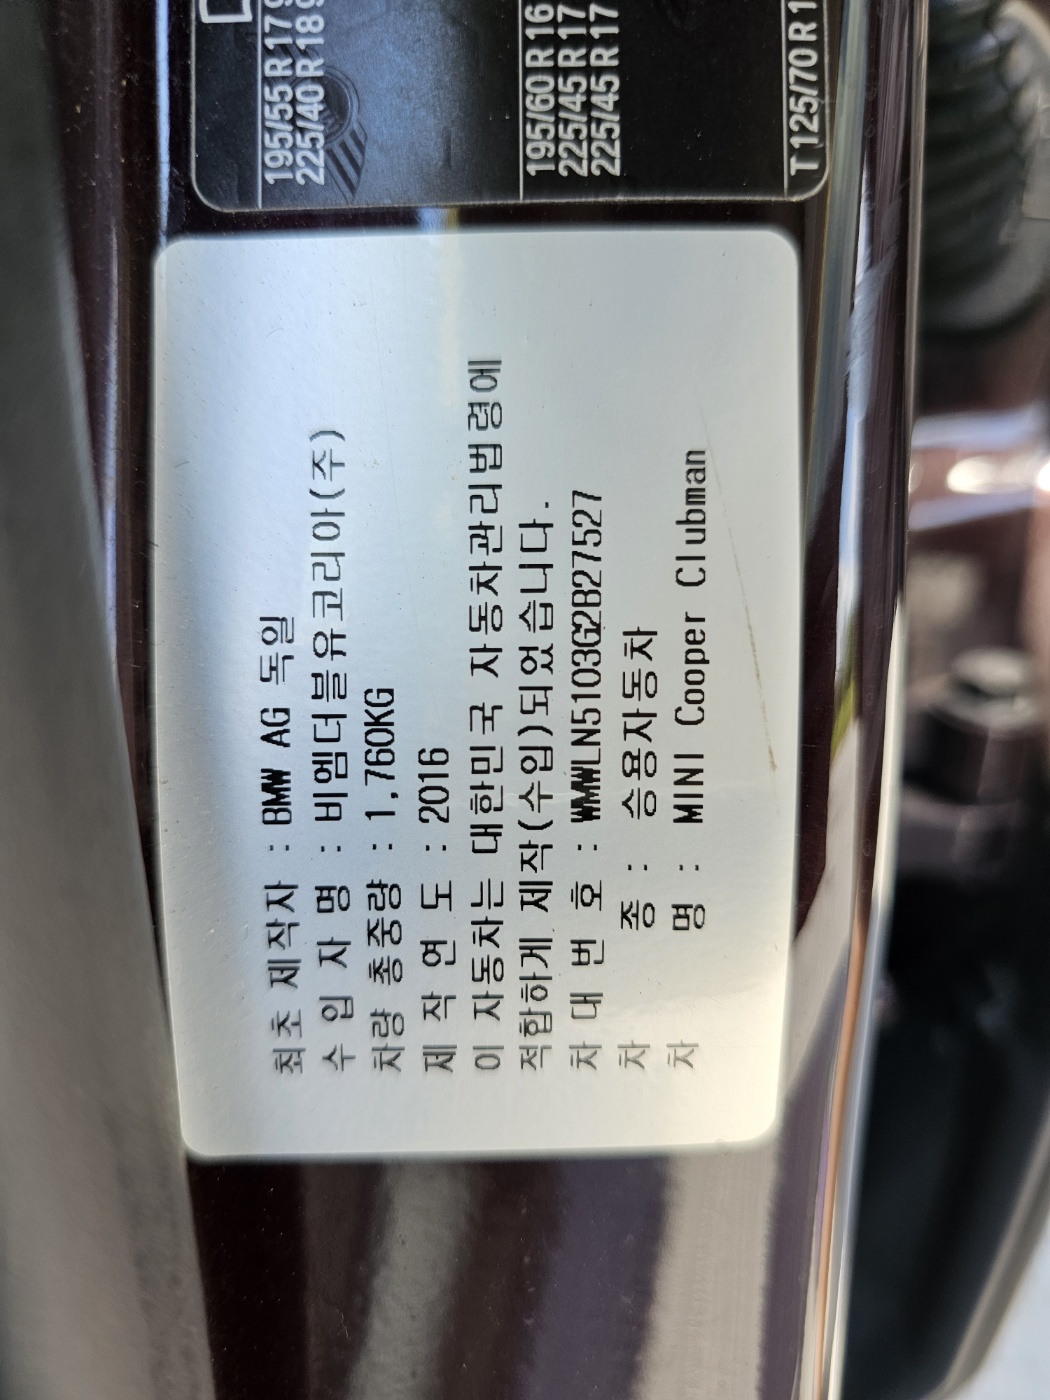 최초 제작자 : BMW AG 독일
수 입 자 명 : 비엠더블유코리아(주)
차량 총중량 : 1,760KG
제 작 연 도 : 2016
이 자동차는 대한민국 자동차관리법령에
적합하게 제작(수입)되었습니다.
차 대 번 호 : WMWLN5103G2B27527
차 종 : 승용자동차
차 명 : MINI Cooper Clubman
195/55 R 17
225/40 R 18
195/60 R 16
225/45 R 17
225/45 R 17
T 125/70 R